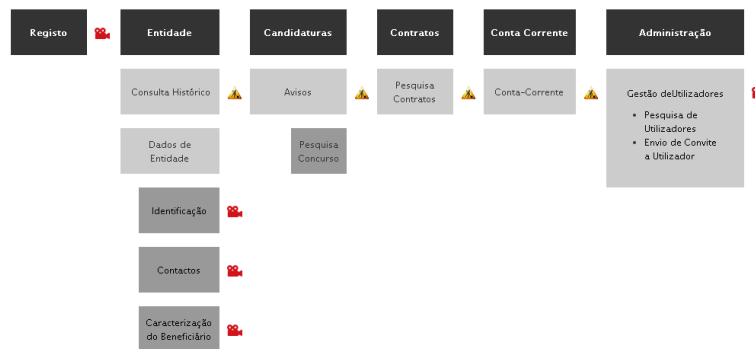 Registo
Entidade
Candidaturas
Contratos
Conta Corrente
Administração
Consulta Histórico
Avisos
Pesquisa
Contratos
Conta-Corrente
Gestão deUtilizadores
• Pesquisa de
Utilizadores
• Envio de Convite
a Utilizador
Dados de
Entidade
Pesquisa
Concurso
Identificação
Contactos
Caracterização
do Beneficiário